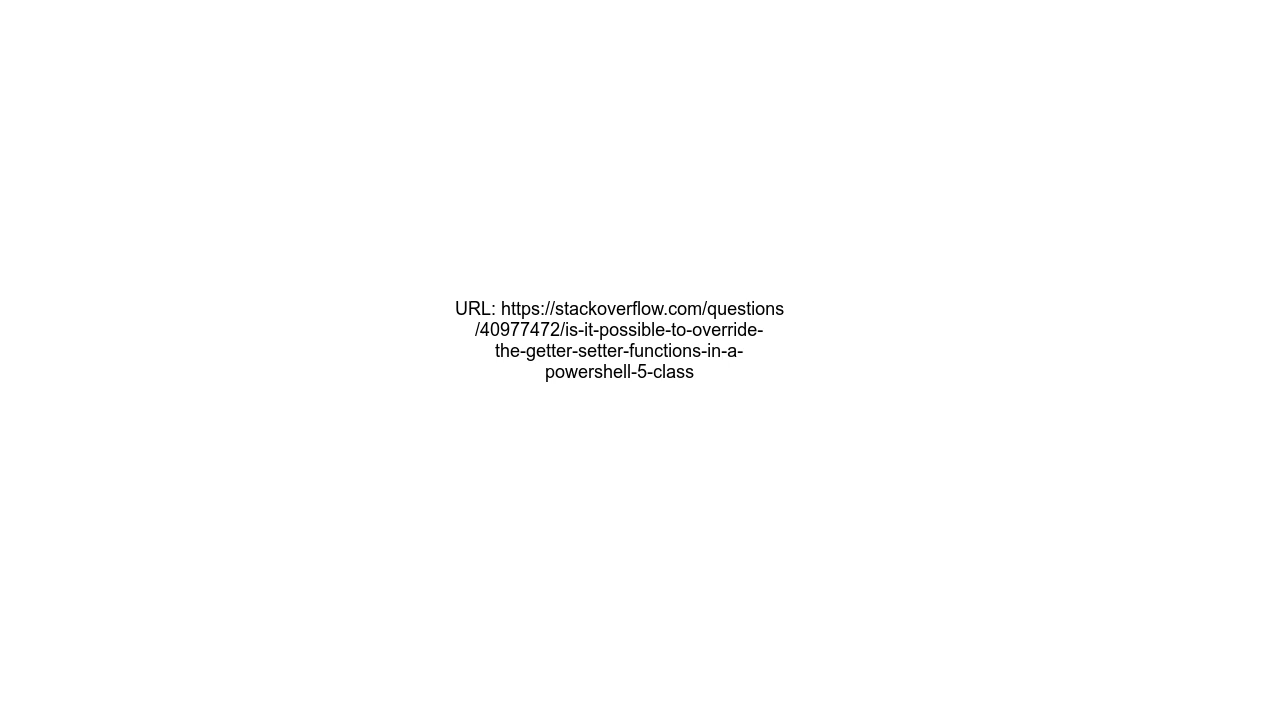 URL: https://stackoverflow.com/questions
/40977472/is-it-possible-to-override-
the-getter-setter-functions-in-a-
powershell-5-class